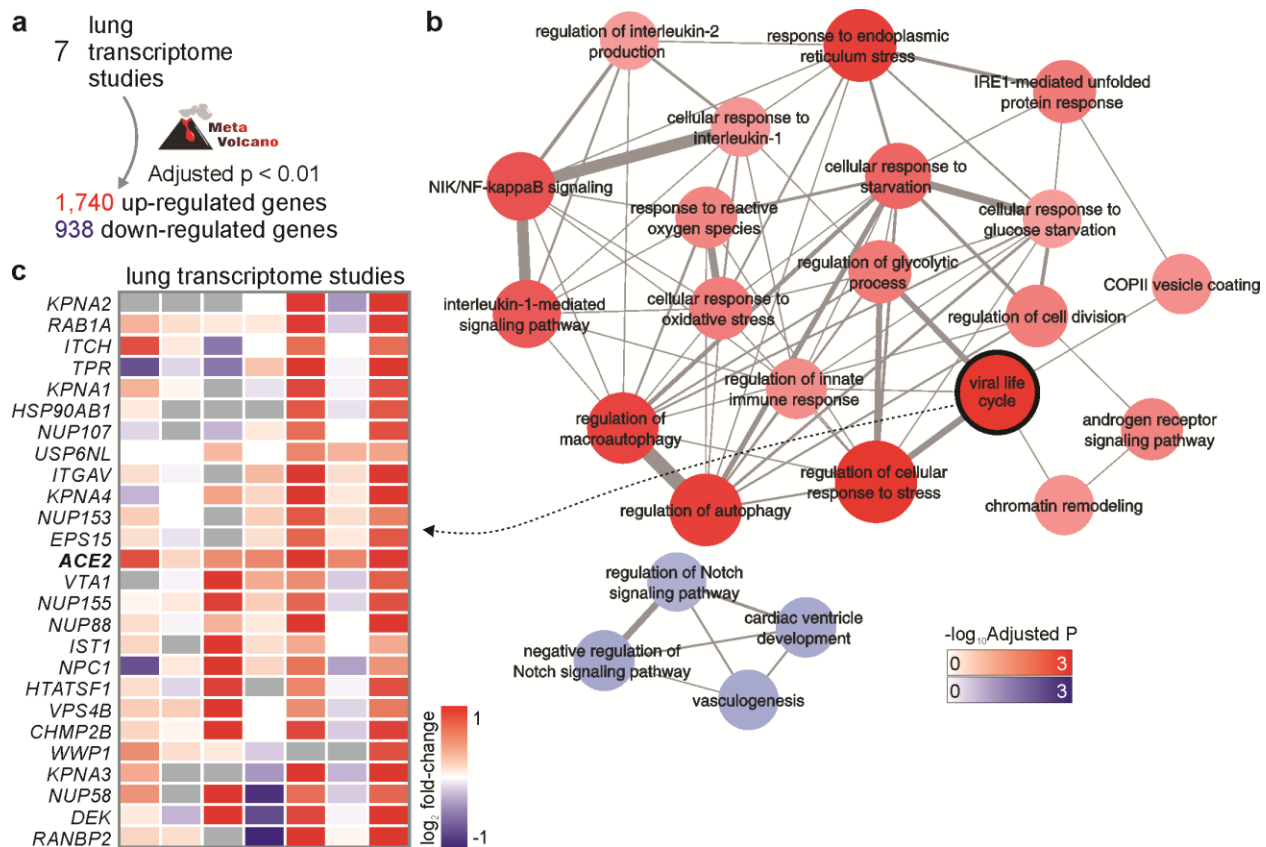 a
7
lung
transcriptome
studies
Meta
Volcano
Adjusted p < 0.01
1,740 up-regulated genes
938 down-regulated genes
b
regulation of interleukin-2
production
response to endoplasmic
reticulum stress
IRE1-mediated unfolded
protein response
cellular response to
interleukin-1
cellular response to
starvation
NIK/NF-kappaB signaling
response to reactive
oxygen species
cellular response to
glucose starvation
regulation of glycolytic
process
COPII vesicle coating
interleukin-1-mediated
signaling pathway
cellular response to
oxidative stress
regulation of cell division
regulation of innate
immune response
viral life
cycle
regulation of
macroautophagy
androgen receptor
signaling pathway
regulation of autophagy
regulation of cellular
response to stress
chromatin remodeling
regulation of Notch
signaling pathway
cardiac ventricle
development
negative regulation of
Notch signaling pathway
vasculogenesis
-log₁₀Adjusted P
0 3
0 3
c
lung transcriptome studies
KPNA2
RAB1A
ITCH
TPR
KPNA1
HSP90AB1
NUP107
USP6NL
ITGAV
KPNA4
NUP153
EPS15
ACE2
VTA1
NUP155
NUP88
IST1
NPC1
HTATSF1
VPS4B
CHMP2B
WWP1
KPNA3
NUP58
DEK
RANBP2
log₂ fold-change
1
-1